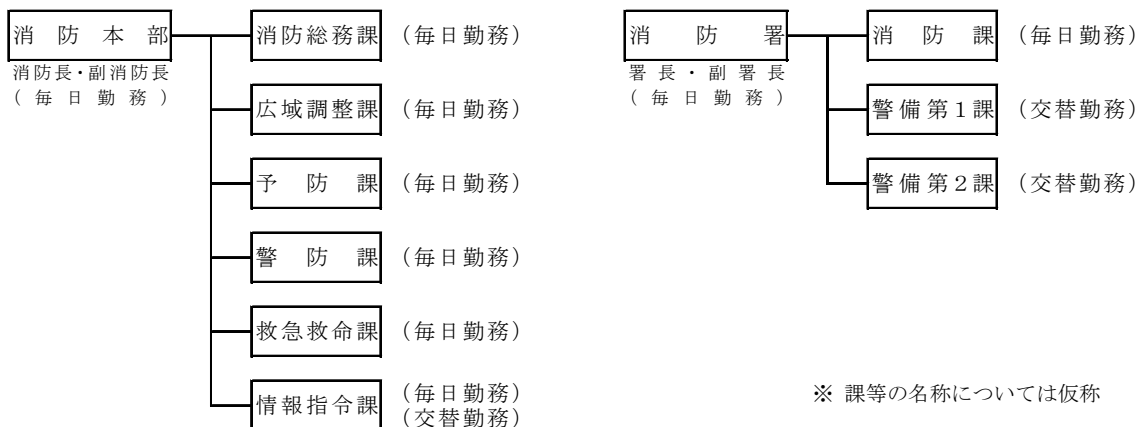 消防本部
消防長・副消防長
(毎日勤務)
消防総務課 (毎日勤務)
広域調整課 (毎日勤務)
予防課 (毎日勤務)
警防課 (毎日勤務)
救急救命課 (毎日勤務)
情報指令課 (毎日勤務)
(交替勤務)
消防署
署長・副署長
(毎日勤務)
消防課 (毎日勤務)
警備第1課 (交替勤務)
警備第2課 (交替勤務)
※ 課等の名称については仮称